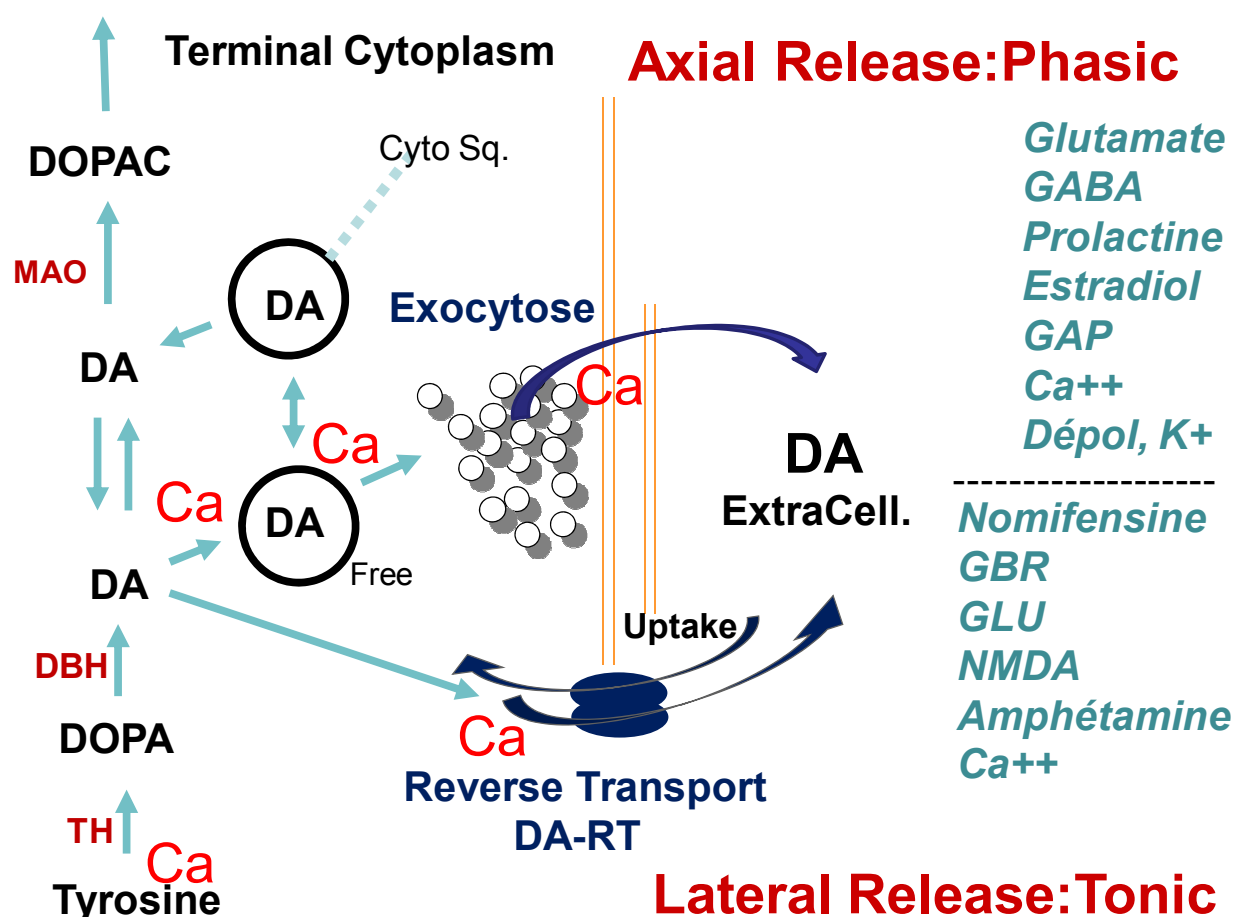 Terminal Cytoplasm
Axial Release:Phasic
DOPAC
Cyto Sq.
MAO
DA
Exocytose
DA
Ca
Ca
Ca
DA
Free
DA
DBH
DOPA
TH
Ca
Tyrosine
DA
ExtraCell.
Uptake
Ca
Reverse Transport
DA-RT
Glutamate
GABA
Prolactine
Estradiol
GAP
Ca++
Dépol, K+
--------------------
Nomifensine
GBR
GLU
NMDA
Amphétamine
Ca++
Lateral Release:Tonic